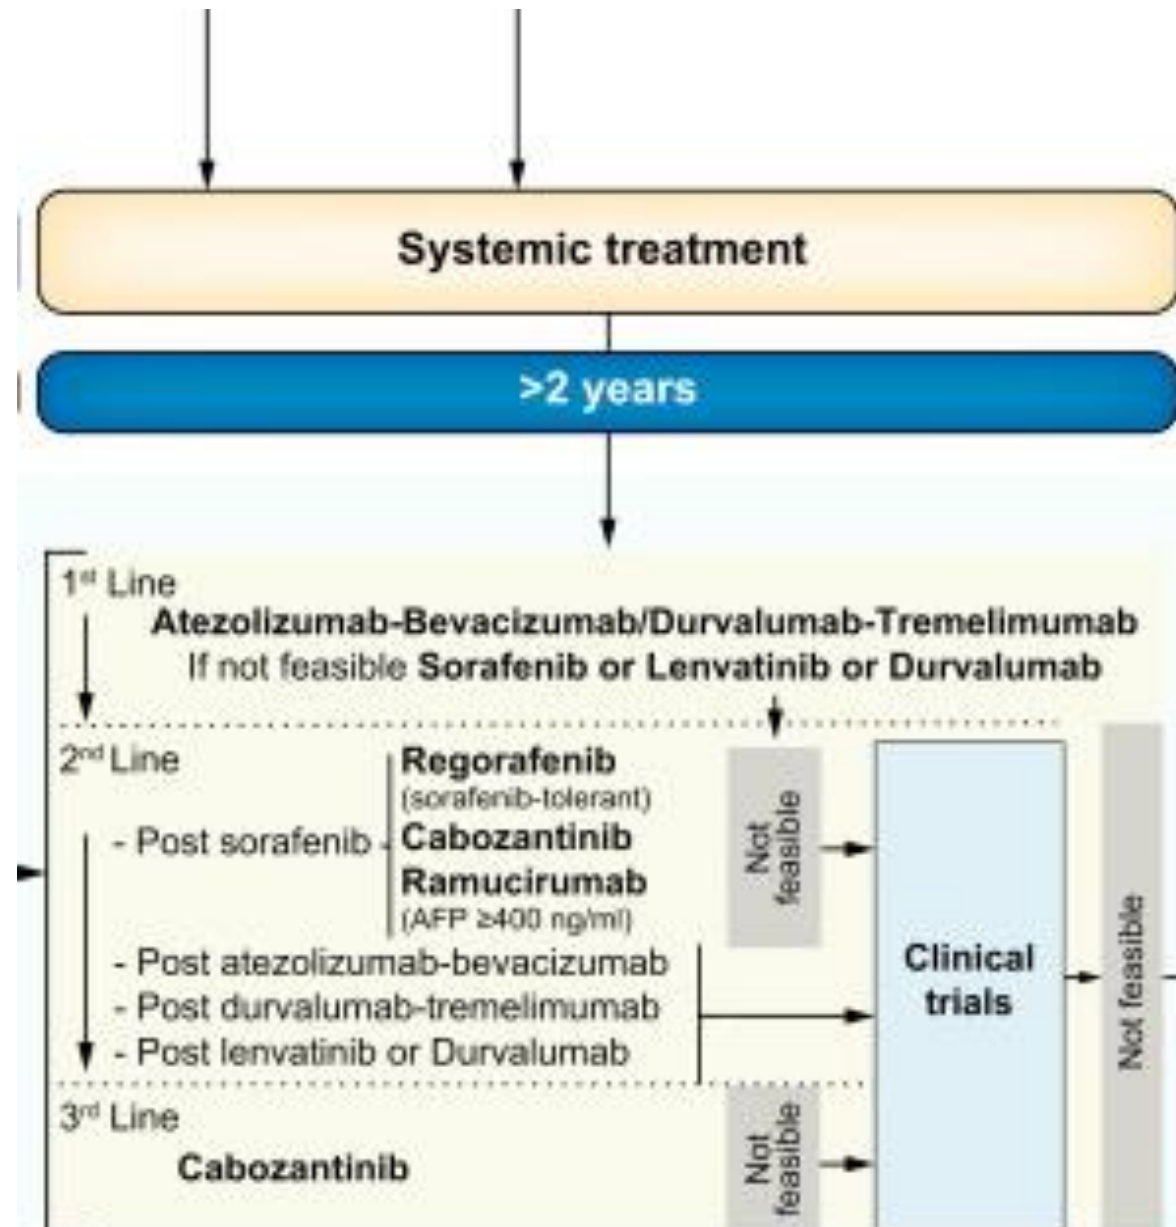 Systemic treatment
>2 years
1st Line
Atezolizumab-Bevacizumab/Durvalumab-Tremelimumab
If not feasible Sorafenib or Lenvatinib or Durvalumab
2nd Line
- Post sorafenib
Regorafenib
(sorafenib-tolerant)
Cabozantinib
Ramucirumab
(AFP ≥400 ng/ml)
Not
feasible
- Post atezolizumab-bevacizumab
- Post durvalumab-tremelimumab
- Post lenvatinib or Durvalumab
Clinical
trials
Not feasible
3rd Line
Cabozantinib
Not
feasible